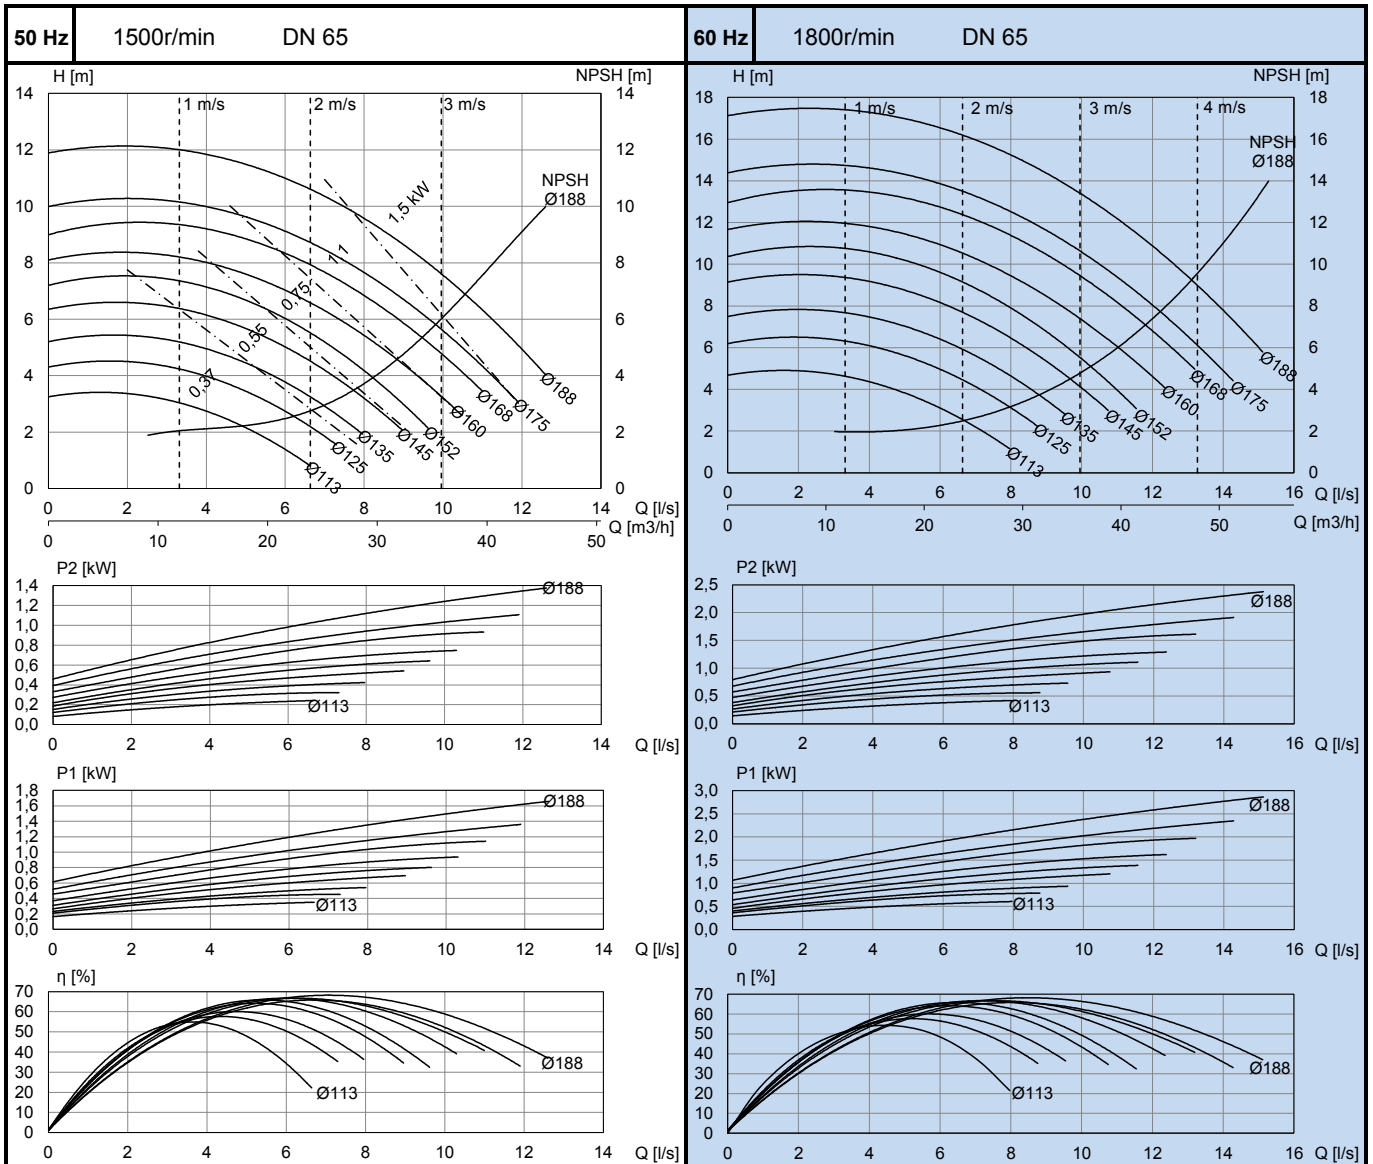 50 Hz 1500r/min DN 65
H [m] NPSH [m]
14 14
1 m/s 2 m/s 3 m/s
12 12
NPSH
Ø188
10 10
1,5 kW
1
8 8
0,75
6 6
0,55
4 4
0,37
Ø188
Ø175
Ø168
Ø160
2 2
Ø152
Ø145
Ø135
Ø125
Ø113
0 0
0 2 4 6 8 10 12 14 Q [l/s]
0 10 20 30 40 50 Q [m3/h]
P2 [kW]
1,4
1,2
1,0
0,8
0,6
0,4
0,2
0,0
Ø188
Ø113
0 2 4 6 8 10 12 14 Q [l/s]
P1 [kW]
1,8
1,6
1,4
1,2
1,0
0,8
0,6
0,4
0,2
0,0
Ø188
Ø113
0 2 4 6 8 10 12 14 Q [l/s]
η [%]
70
60
50
40
30
20
10
0
Ø188
Ø113
0 2 4 6 8 10 12 14 Q [l/s]
60 Hz 1800r/min DN 65
H [m] NPSH [m]
18 18
1 m/s 2 m/s 3 m/s 4 m/s
16 16
NPSH
Ø188
14 14
12 12
10 10
8 8
6 6
Ø188
4 4
Ø175
Ø168
Ø160
2 2
Ø152
Ø145
Ø135
Ø125
Ø113
0 0
0 2 4 6 8 10 12 14 16 Q [l/s]
0 10 20 30 40 50 Q [m3/h]
P2 [kW]
2,5
2,0
1,5
1,0
0,5
0,0
Ø188
Ø113
0 2 4 6 8 10 12 14 16 Q [l/s]
P1 [kW]
3,0
2,5
2,0
1,5
1,0
0,5
0,0
Ø188
Ø113
0 2 4 6 8 10 12 14 16 Q [l/s]
η [%]
70
60
50
40
30
20
10
0
Ø188
Ø113
0 2 4 6 8 10 12 14 16 Q [l/s]